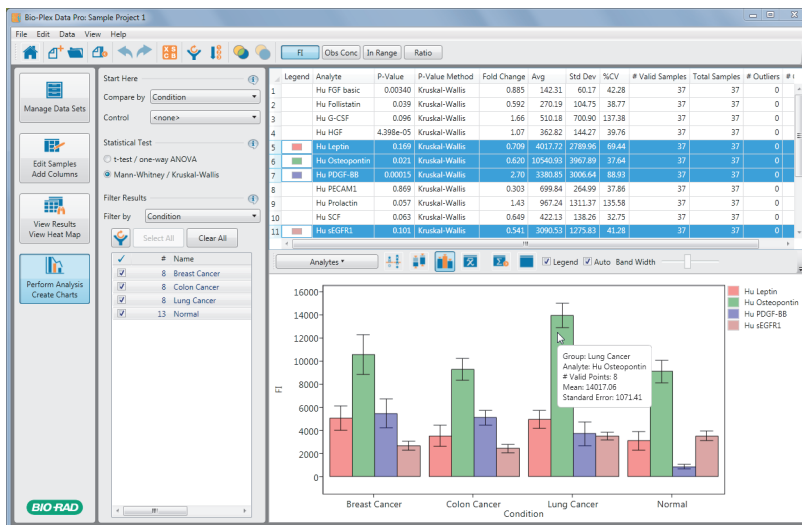 Bio-Plex Data Pro: Sample Project 1
File Edit Data View Help
FI Obs Conc In Range Ratio
Manage Data Sets
Edit Samples
Add Columns
View Results
View Heat Map
Perform Analysis
Create Charts
BIO-RAD
Start Here
Compare by Condition
Control <none>
Statistical Test
t-test / one-way ANOVA
Mann-Whitney / Kruskal-Wallis
Filter Results
Filter by Condition
Select All Clear All
# Name
8 Breast Cancer
8 Colon Cancer
8 Lung Cancer
13 Normal
Legend Analyte P-Value P-Value Method Fold Change Avg Std Dev %CV # Valid Samples Total Samples # Outliers
1 Hu FGF basic 0.00340 Kruskal-Wallis 0.885 142.31 60.17 42.28 37 37 0
2 Hu Follistatin 0.039 Kruskal-Wallis 0.592 270.19 104.75 38.77 37 37 0
3 Hu G-CSF 0.096 Kruskal-Wallis 1.66 510.18 700.90 137.38 37 37 0
4 Hu HGF 4.398e-05 Kruskal-Wallis 1.07 362.82 144.27 39.76 37 37 0
5 Hu Leptin 0.169 Kruskal-Wallis 0.709 4017.72 2789.96 69.44 37 37 0
6 Hu Osteopontin 0.021 Kruskal-Wallis 0.620 10540.93 3967.89 37.64 37 37 0
7 Hu PDGF-BB 0.00015 Kruskal-Wallis 2.70 3380.85 3006.64 88.93 37 37 0
8 Hu PECAM1 0.869 Kruskal-Wallis 0.303 699.84 264.99 37.86 37 37 0
9 Hu Prolactin 0.057 Kruskal-Wallis 1.43 967.24 1311.37 135.58 37 37 0
10 Hu SCF 0.063 Kruskal-Wallis 0.649 422.13 138.26 32.75 37 37 0
11 Hu sEGFR1 0.101 Kruskal-Wallis 0.541 3090.53 1275.83 41.28 37 37 0
Analytes Legend Auto Band Width
16000
14000
12000
10000
8000
6000
4000
2000
0
FI
Group: Lung Cancer
Analyte: Hu Osteopontin
# Valid Points: 8
Mean: 14017.06
Standard Error: 1071.41
Hu Leptin
Hu Osteopontin
Hu PDGF-BB
Hu sEGFR1
Breast Cancer Colon Cancer Lung Cancer Normal
Condition